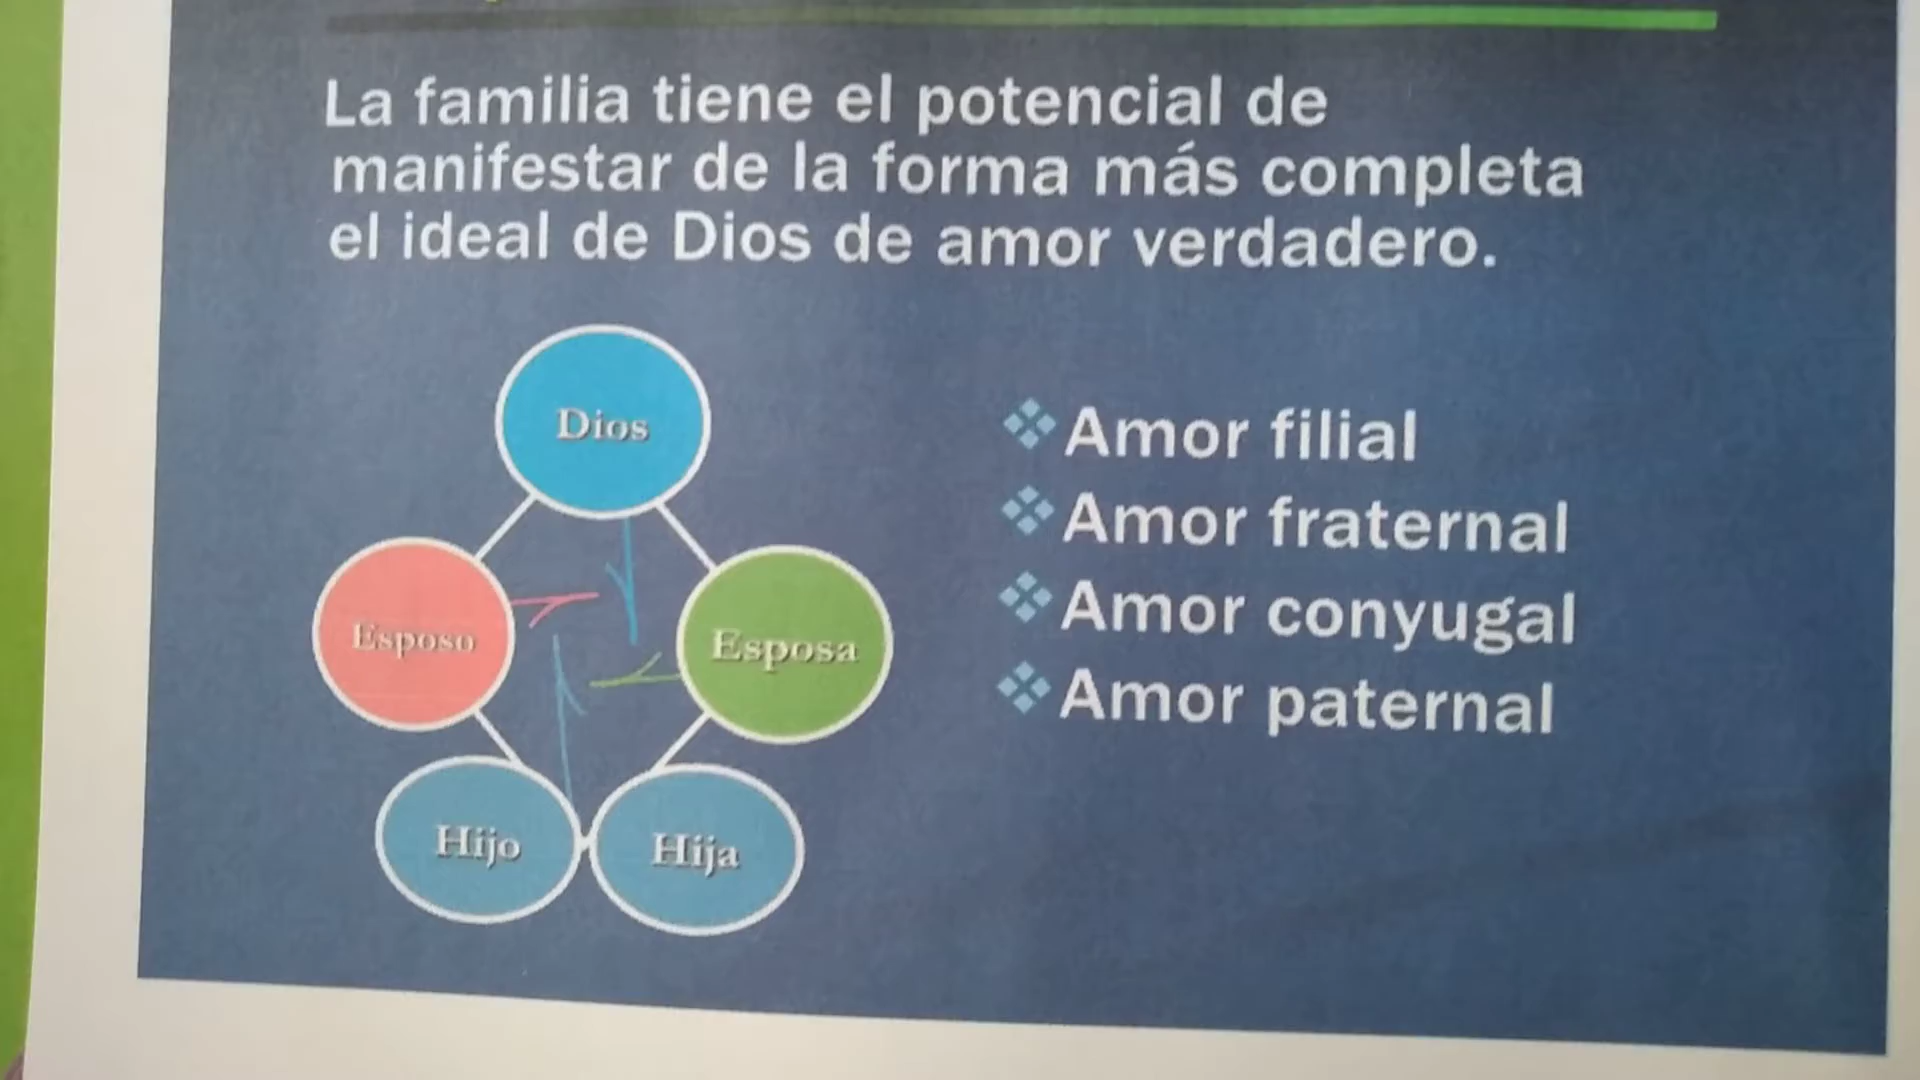 La familia tiene el potencial de
manifestar de la forma más completa
el ideal de Dios de amor verdadero.
Dios
Esposo
Esposa
Hijo
Hija
Amor filial
Amor fraternal
Amor conyugal
Amor paternal